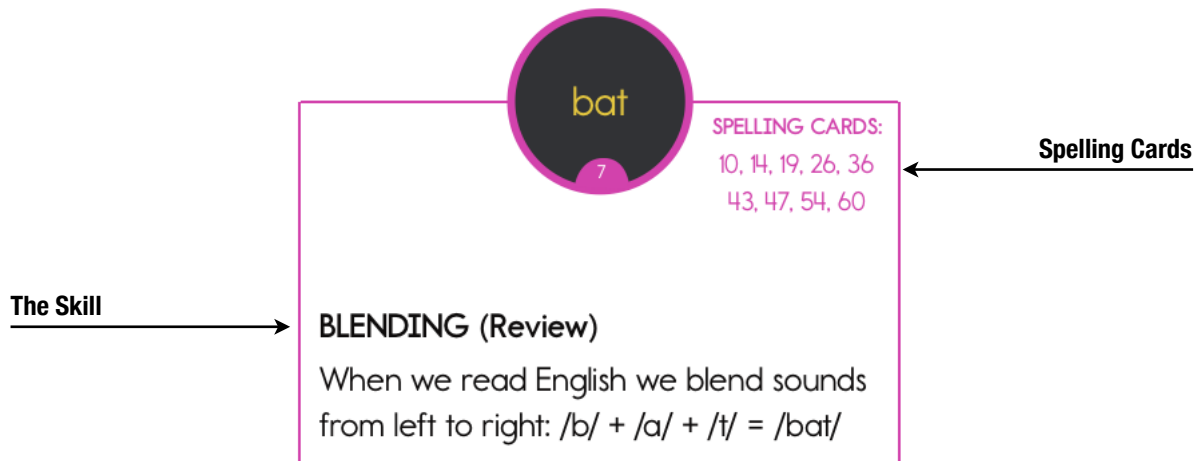 bat
7
SPELLING CARDS:
10, 14, 19, 26, 36
43, 47, 54, 60
Spelling Cards
The Skill
BLENDING (Review)
When we read English we blend sounds
from left to right: /b/ + /a/ + /t/ = /bat/